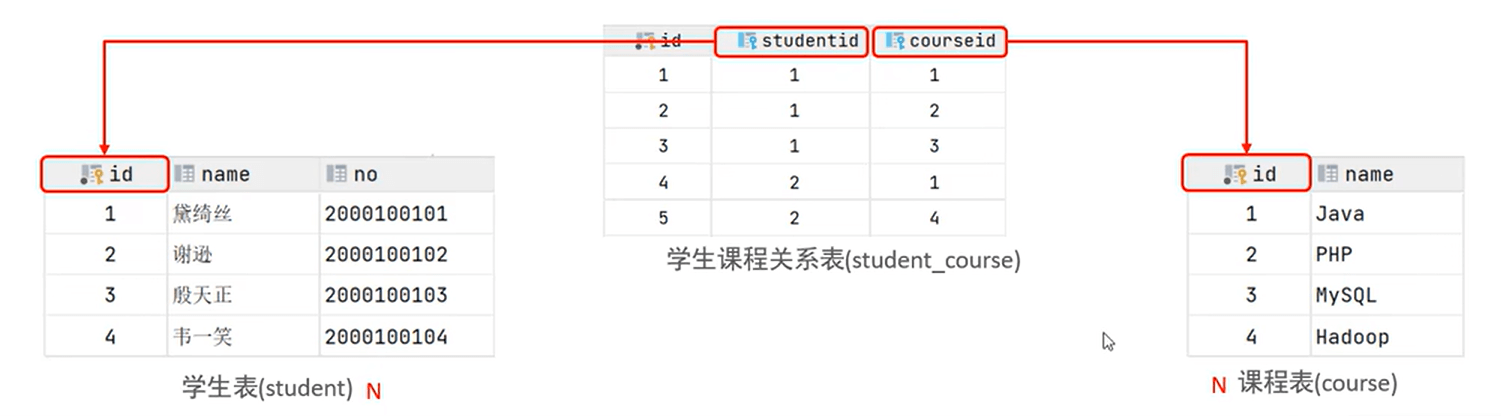 id studentid courseid
1 1 1
2 1 2
3 1 3
4 2 1
5 2 4
学生课程关系表(student_course)
id name no
1 黛绮丝 2000100101
2 谢逊 2000100102
3 殷天正 2000100103
4 韦一笑 2000100104
学生表(student) N
id name
1 Java
2 PHP
3 MySQL
4 Hadoop
N 课程表(course)